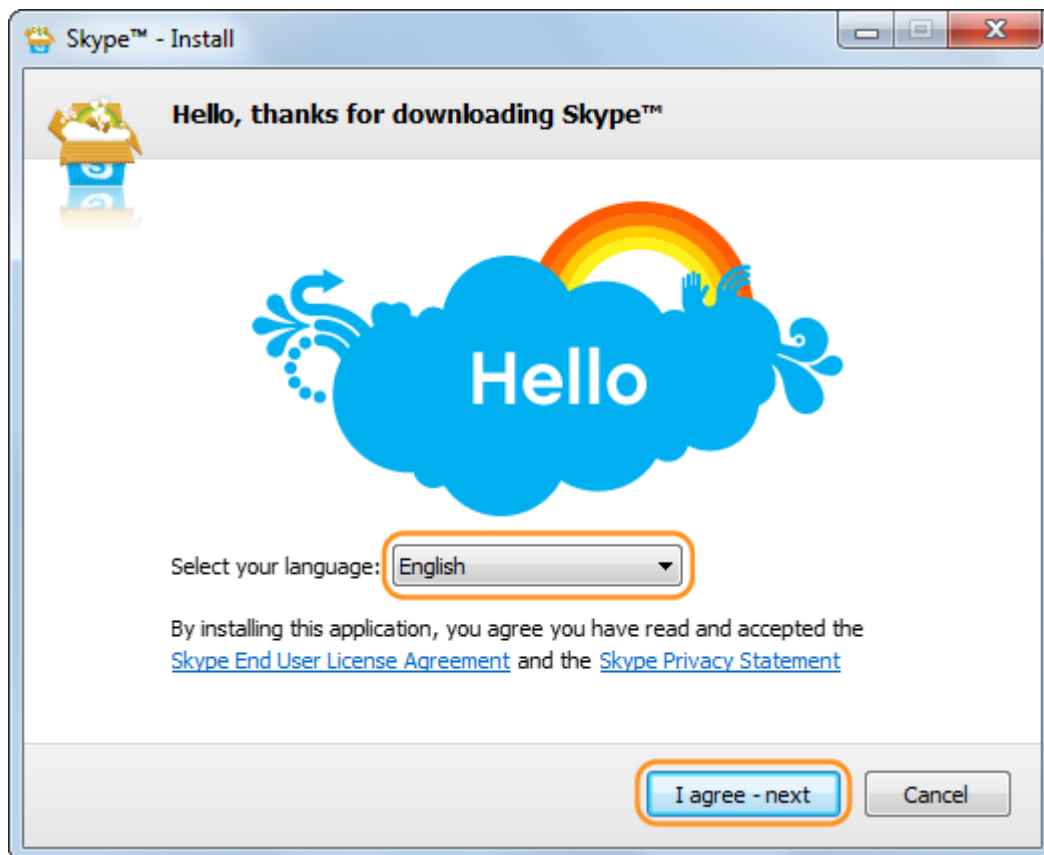 Skype™ - Install
Hello, thanks for downloading Skype™
S
Hello
Select your language: English
By installing this application, you agree you have read and accepted the
Skype End User License Agreement and the Skype Privacy Statement
I agree - next Cancel